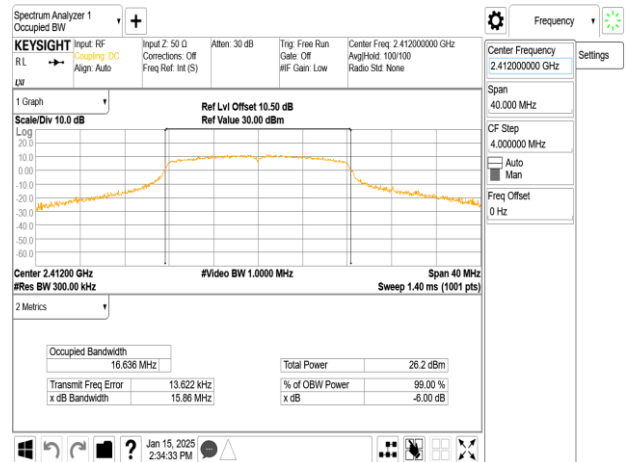 Spectrum Analyzer 1
Occupied BW
Frequency
KEYSIGHT
RL
LXI
Input: RF
Coupling: DC
Align: Auto
Input Z: 50 Ω
Corrections: Off
Freq Ref: Int (S)
Atten: 30 dB
Trig: Free Run
Gate: Off
#IF Gain: Low
Center Freq: 2.412000000 GHz
Avg|Hold: 100/100
Radio Std: None
Center Frequency
2.412000000 GHz
Settings
Span
40.000 MHz
CF Step
4.000000 MHz
Auto
Man
Freq Offset
0 Hz
1 Graph
Scale/Div 10.0 dB
Ref Lvl Offset 10.50 dB
Ref Value 30.00 dBm
Log
20.0
10.0
0.00
-10.0
-20.0
-30.0
-40.0
-50.0
-60.0
Center 2.41200 GHz
#Video BW 1.0000 MHz
Span 40 MHz
#Res BW 300.00 kHz
Sweep 1.40 ms (1001 pts)
2 Metrics
Occupied Bandwidth
16.636 MHz
Total Power 26.2 dBm
Transmit Freq Error 13.622 kHz
% of OBW Power 99.00 %
x dB Bandwidth 15.86 MHz
x dB -6.00 dB
Jan 15, 2025
2:34:33 PM